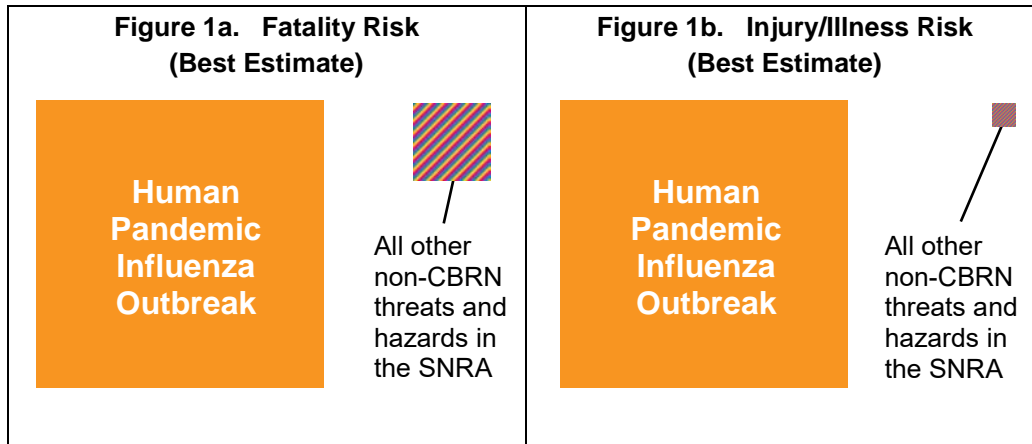 Figure 1a. Fatality Risk
(Best Estimate)
Human
Pandemic
Influenza
Outbreak
All other
non-CBRN
threats and
hazards in
the SNRA
Figure 1b. Injury/Illness Risk
(Best Estimate)
Human
Pandemic
Influenza
Outbreak
All other
non-CBRN
threats and
hazards in
the SNRA